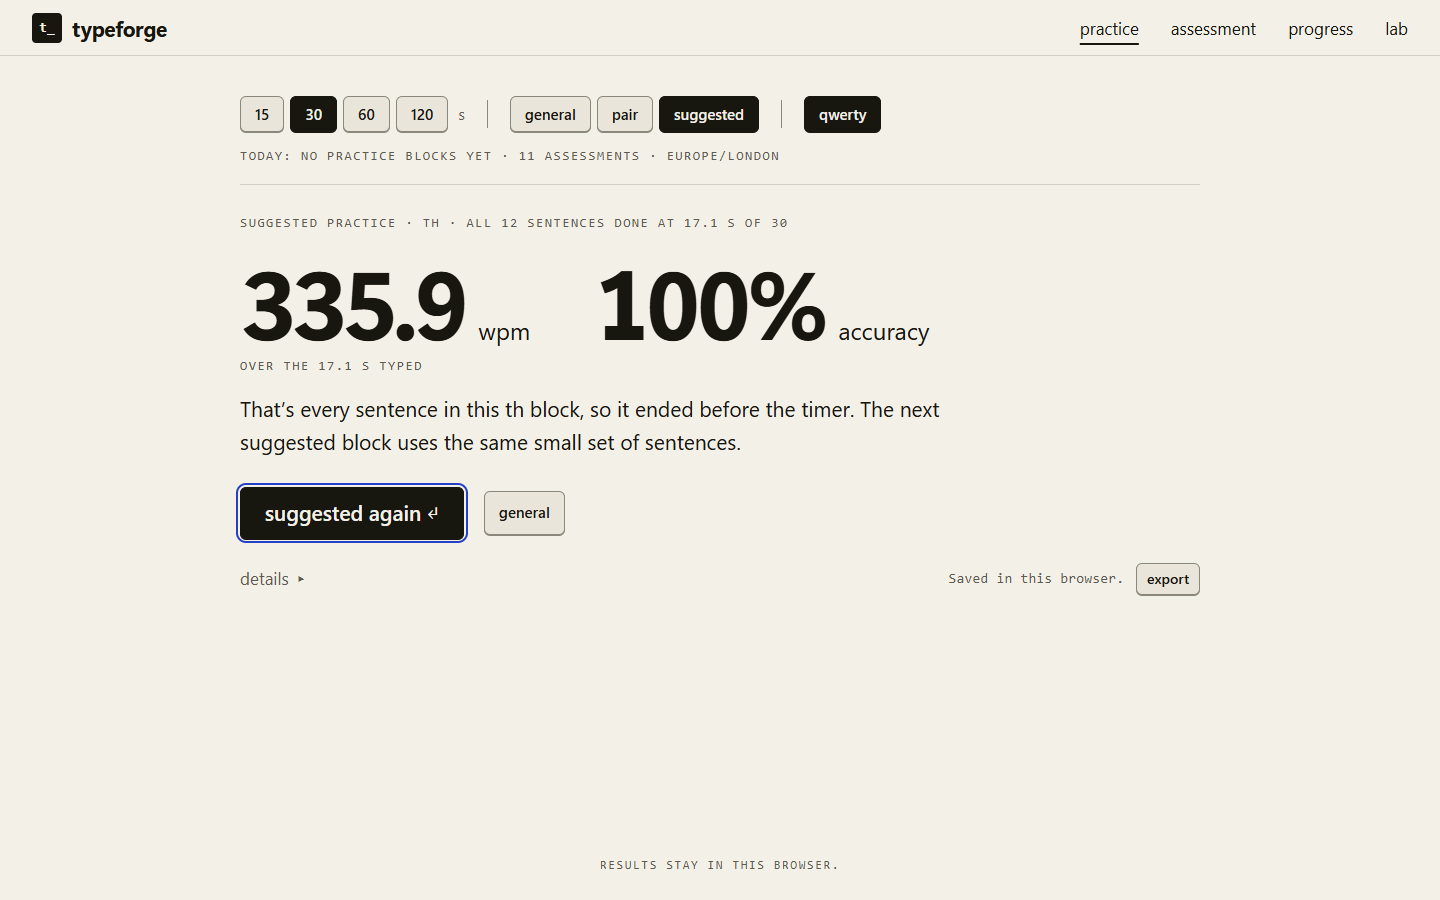 t_ typeforge practice assessment progress lab
15 30 60 120 s general pair suggested qwerty
TODAY: NO PRACTICE BLOCKS YET · 11 ASSESSMENTS · EUROPE/LONDON
SUGGESTED PRACTICE · TH · ALL 12 SENTENCES DONE AT 17.1 S OF 30
335.9 wpm 100% accuracy
OVER THE 17.1 S TYPED
That’s every sentence in this th block, so it ended before the timer. The next
suggested block uses the same small set of sentences.
suggested again ↵ general
details ▸ Saved in this browser. export
RESULTS STAY IN THIS BROWSER.